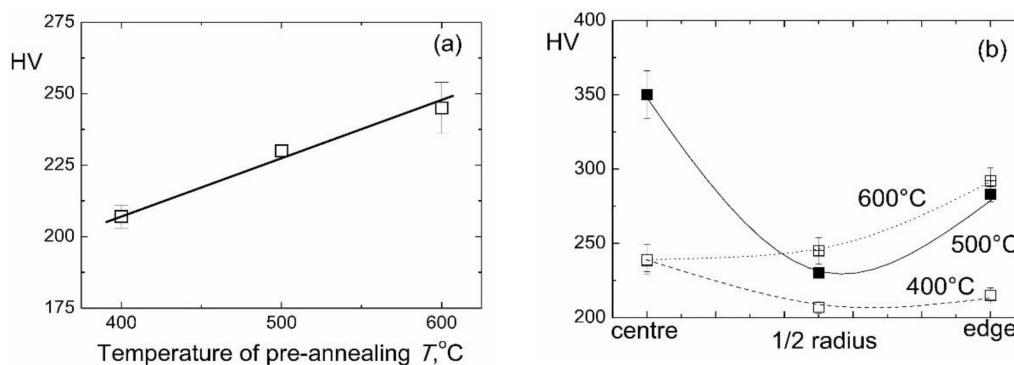 275
(a)
HV
250
225
200
175
400
500
600
Temperature of pre-annealing T,°C
400
(b)
HV
350
300
250
200
600°C
500°C
400°C
centre
1/2 radius
edge